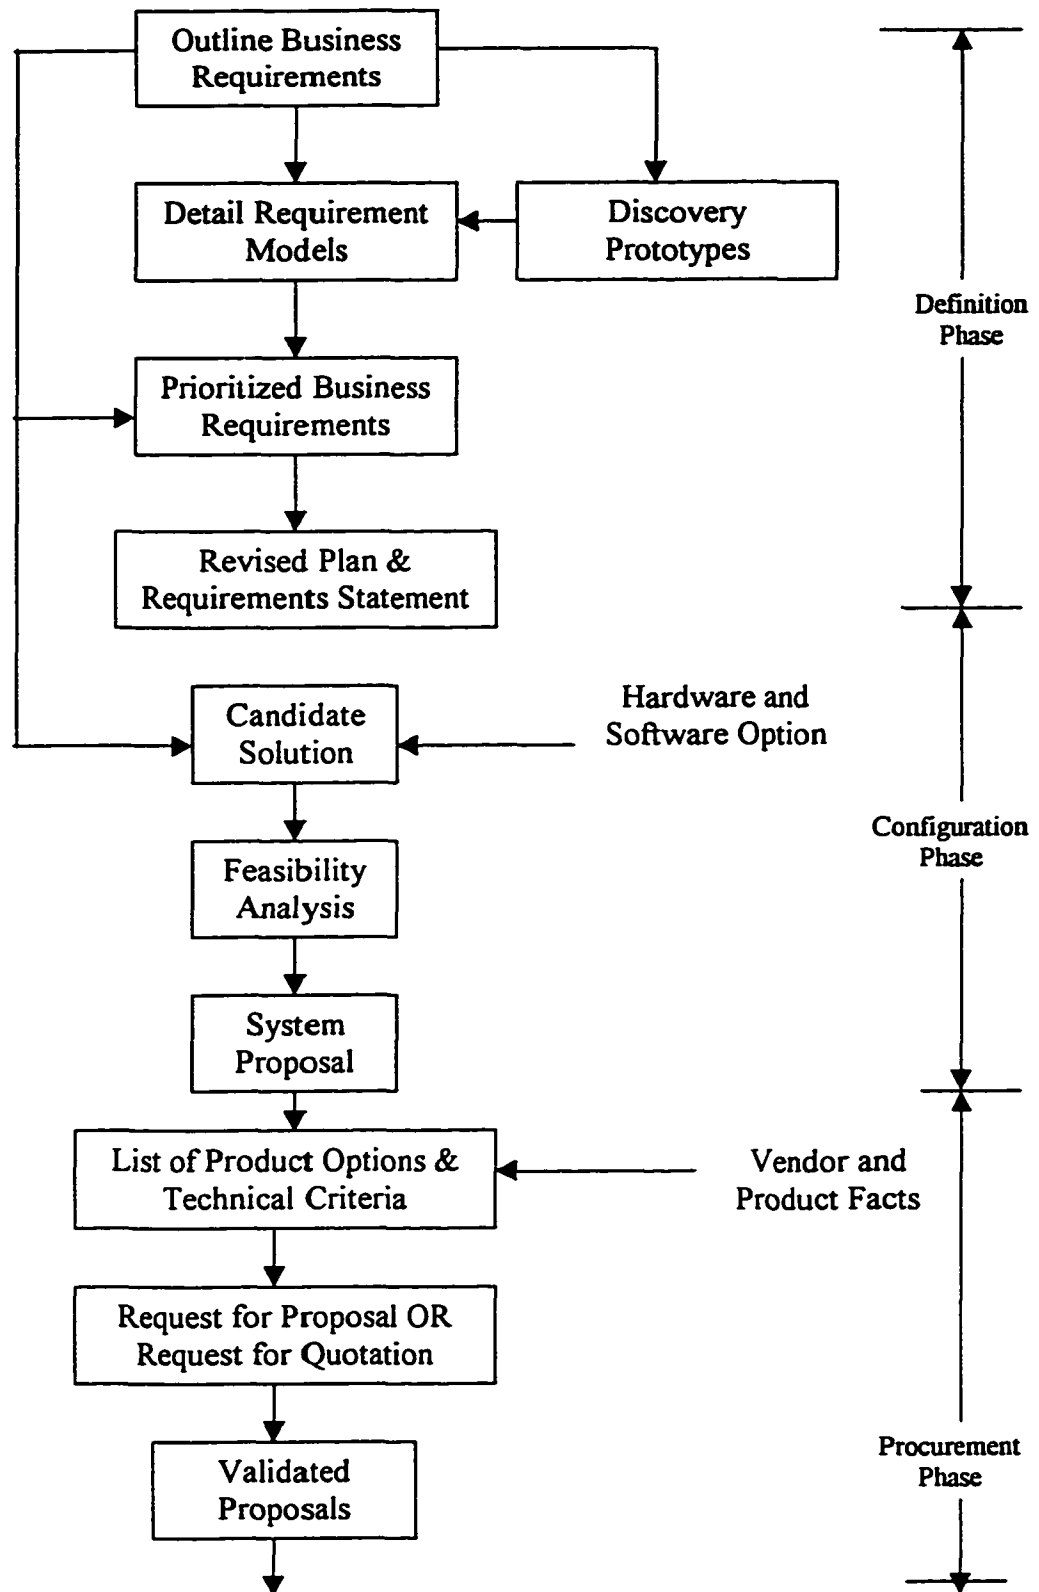 Outline Business
Requirements
Detail Requirement
Models
Discovery
Prototypes
Definition
Phase
Prioritized Business
Requirements
Revised Plan &
Requirements Statement
Candidate
Solution
Hardware and
Software Option
Configuration
Phase
Feasibility
Analysis
System
Proposal
List of Product Options &
Technical Criteria
Vendor and
Product Facts
Request for Proposal OR
Request for Quotation
Procurement
Phase
Validated
Proposals